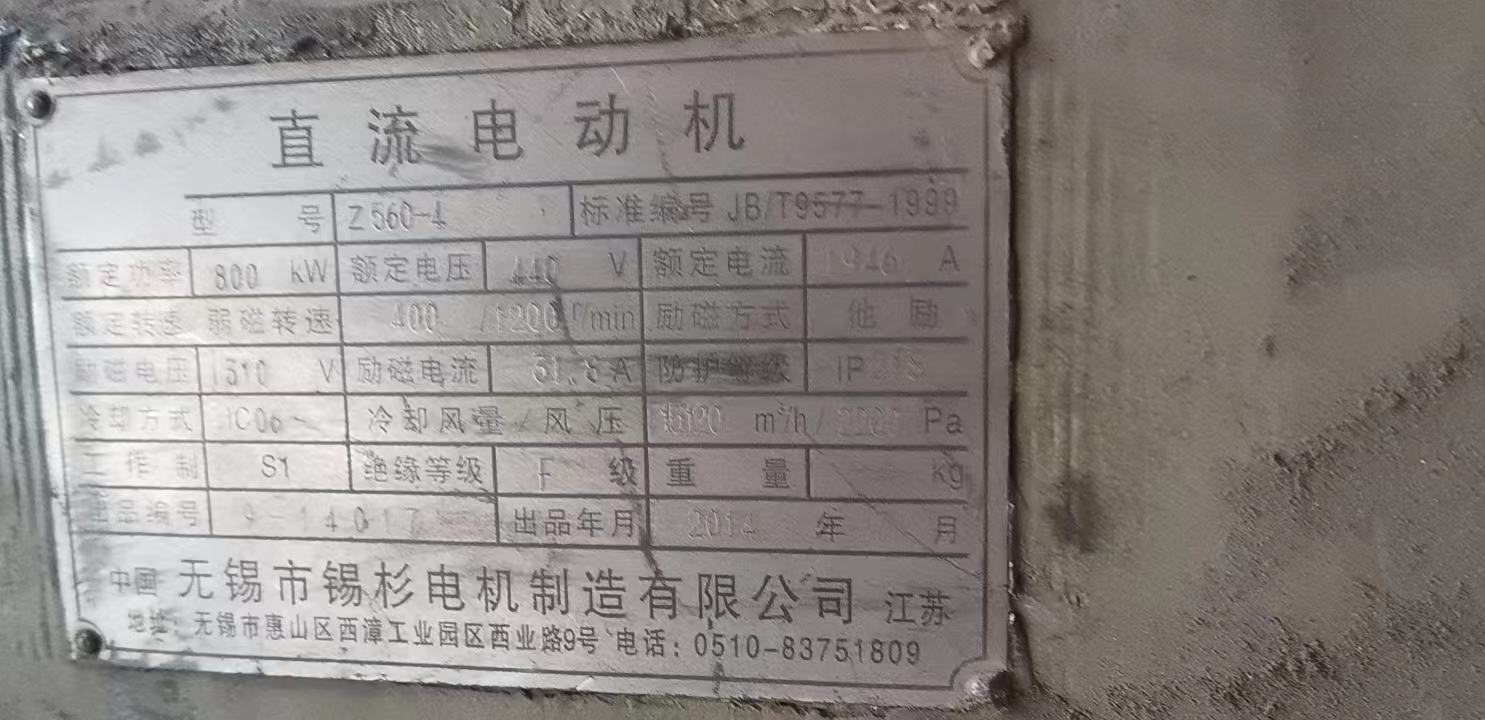 直流电动机
型号 Z560-4 标准编号 JB/T9577-1999
额定功率 800 kW 额定电压 440 V 额定电流 1946 A
额定转速 弱磁转速 400 /1200 r/min 励磁方式 他励
励磁电压 310 V 励磁电流 A 防护等级 IP
冷却方式 IC06 冷却风量/风压 m³/h / Pa
工作制 S1 绝缘等级 F 级 重量 kg
出品编号 出品年月 2014 年 月
中国 无锡市锡杉电机制造有限公司 江苏
地址:无锡市惠山区西漳工业园区西业路9号 电话:0510-83751809